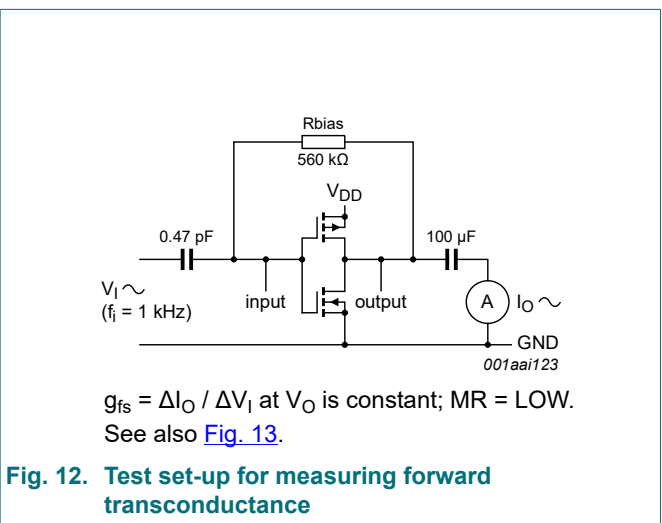 Rbias
560 kΩ
VDD
0.47 pF
100 µF
VI
(fi = 1 kHz)
input
output
A
IO
GND
001aai123
gfs = ΔIO / ΔVI at VO is constant; MR = LOW.
See also Fig. 13.
Fig. 12. Test set-up for measuring forward
transconductance